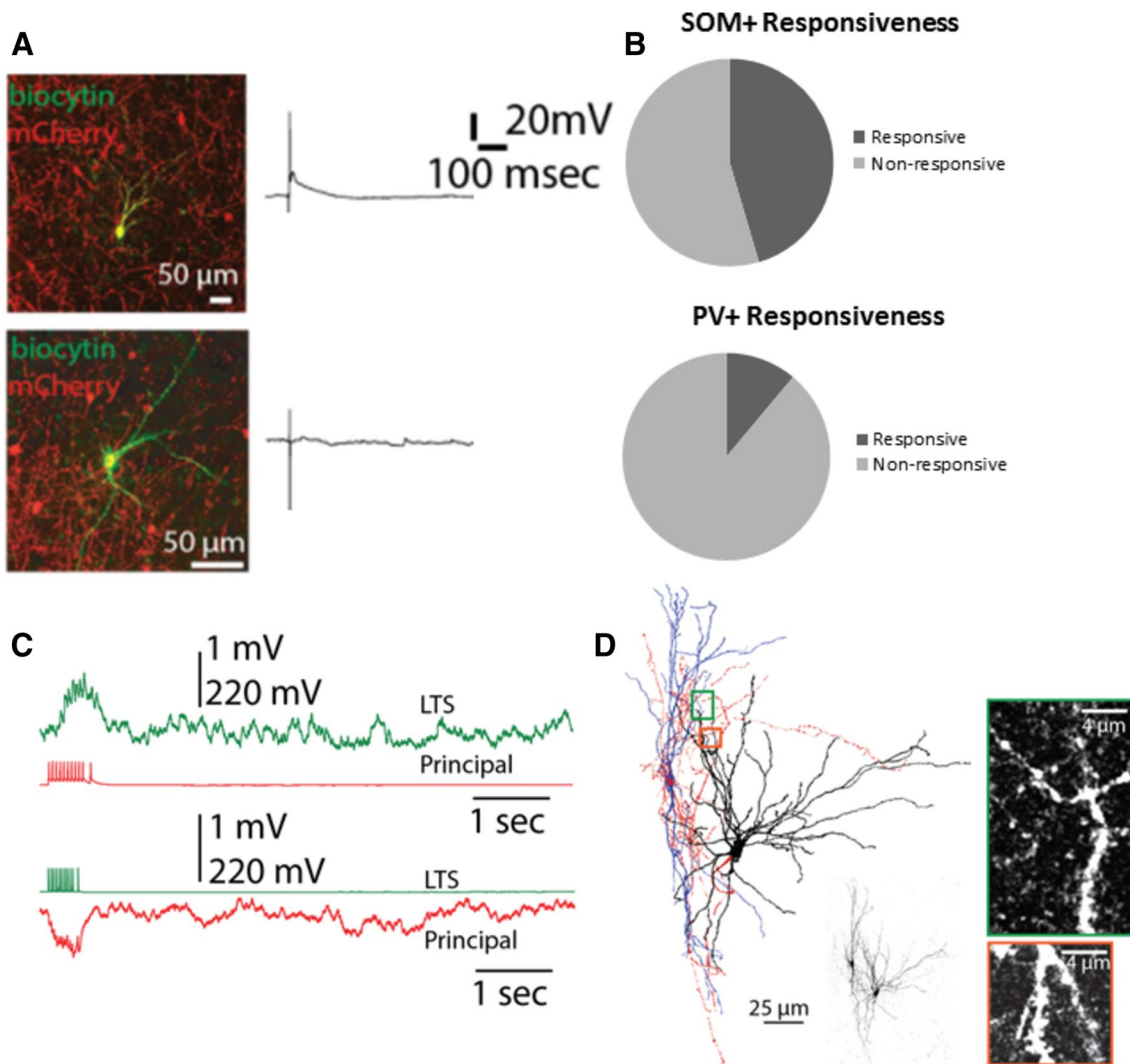 A
biocytin
mCherry
50 µm
20mV
100 msec
biocytin
mCherry
50 µm
B
SOM+ Responsiveness
Responsive
Non-responsive
PV+ Responsiveness
Responsive
Non-responsive
C
1 mV
220 mV
LTS
Principal
1 sec
1 mV
220 mV
LTS
Principal
1 sec
D
25 µm
4 µm
4 µm